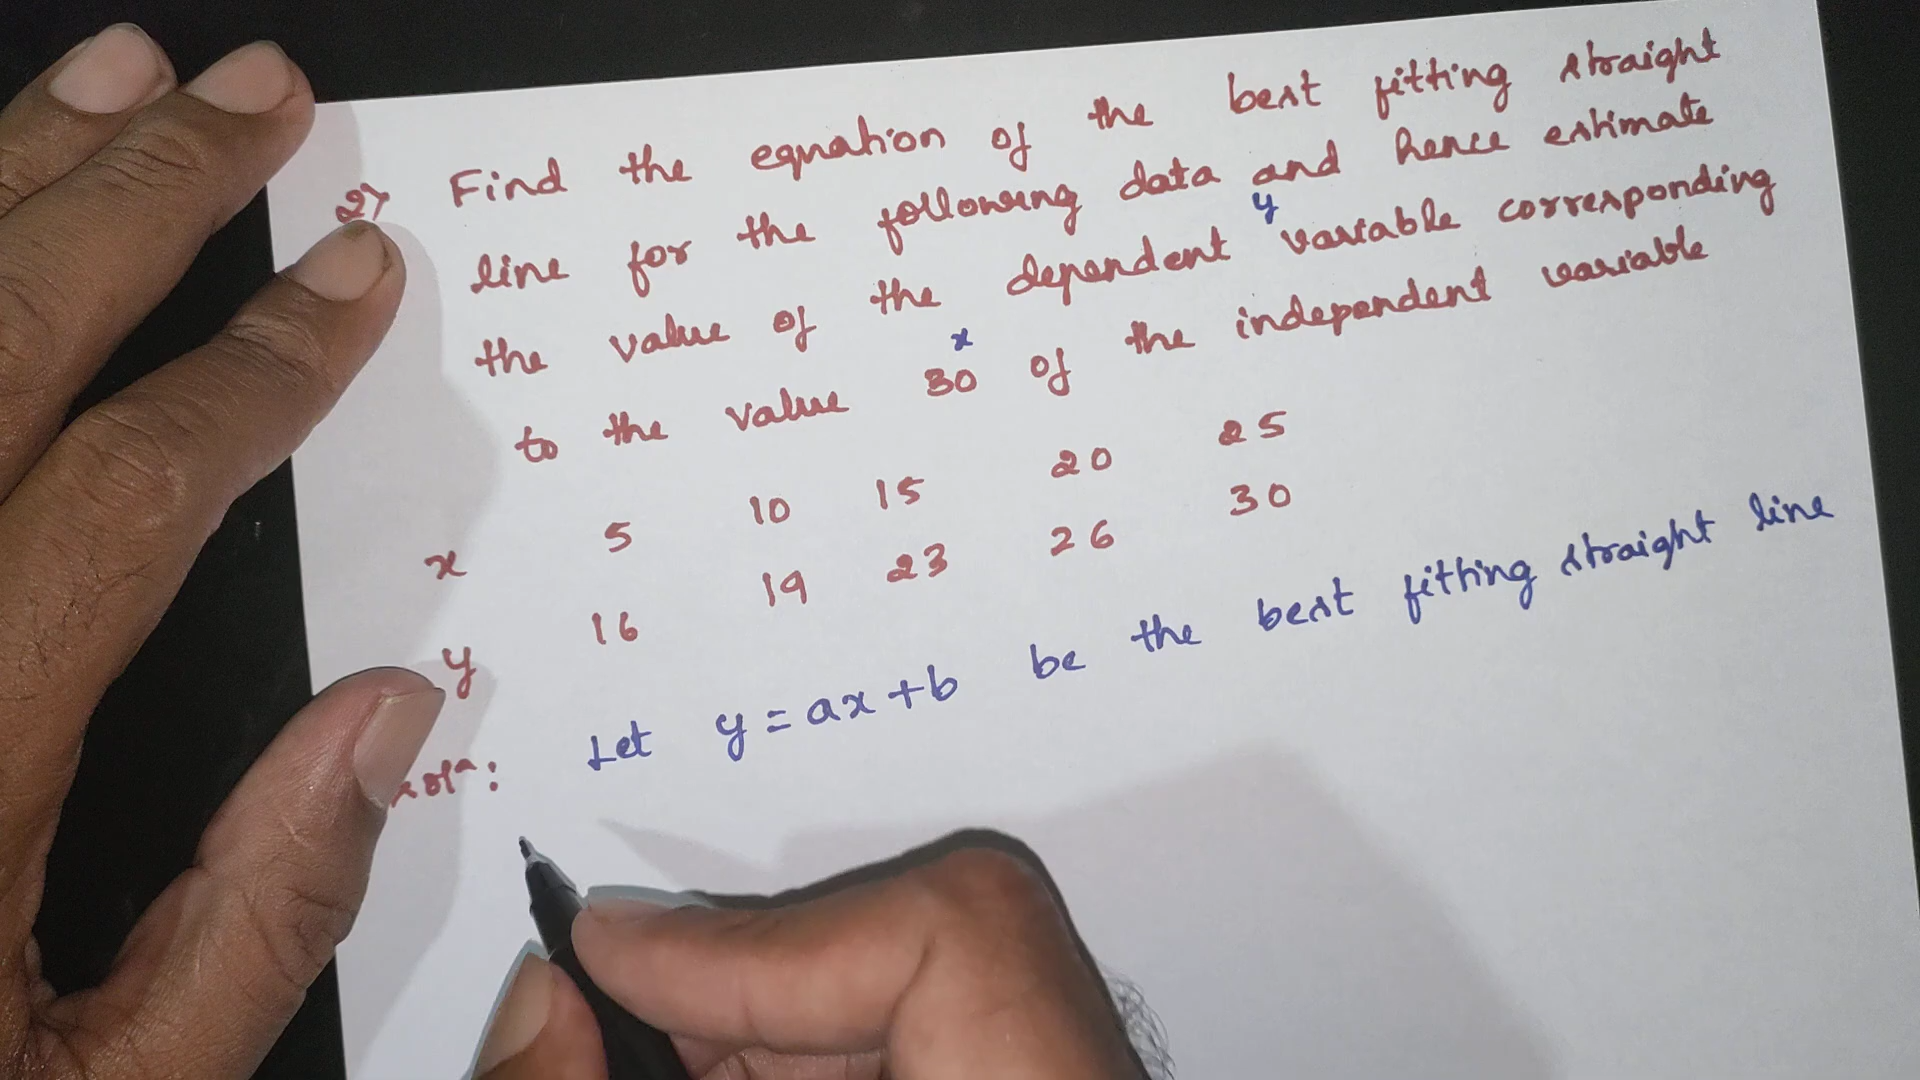 2> Find the equation of the best fitting straight
line for the following data and hence estimate
y
the value of the dependent variable corresponding
x
to the value 30 of the independent variable
x 5 10 15 20 25
y 16 19 23 26 30
soln: Let y = ax + b be the best fitting straight line